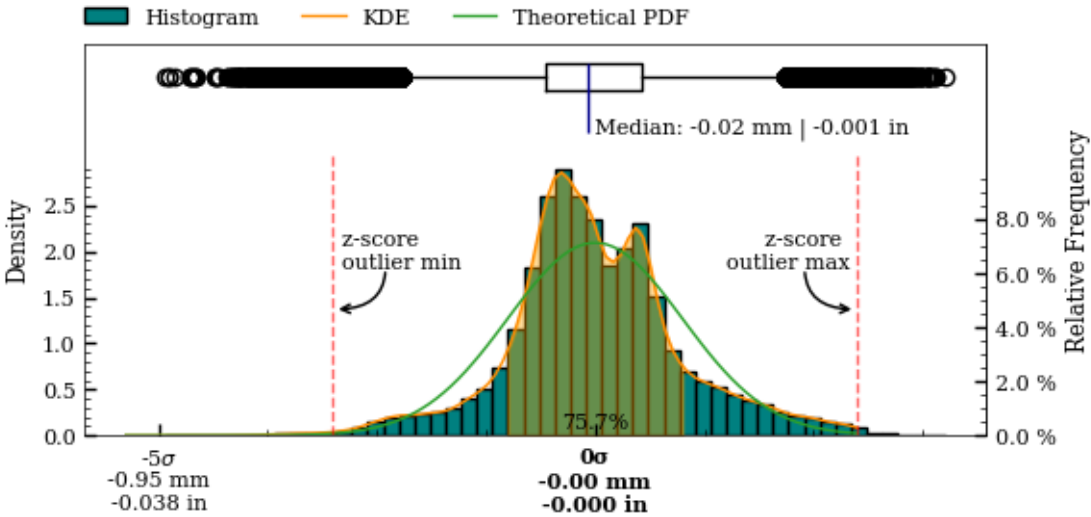 Histogram KDE Theoretical PDF
Median: -0.02 mm | -0.001 in
Density
2.5
2.0
1.5
1.0
0.5
0.0
z-score
outlier min
z-score
outlier max
75.7%
Relative Frequency
8.0 %
6.0 %
4.0 %
2.0 %
0.0 %
-5σ
-0.95 mm
-0.038 in
0σ
-0.00 mm
-0.000 in